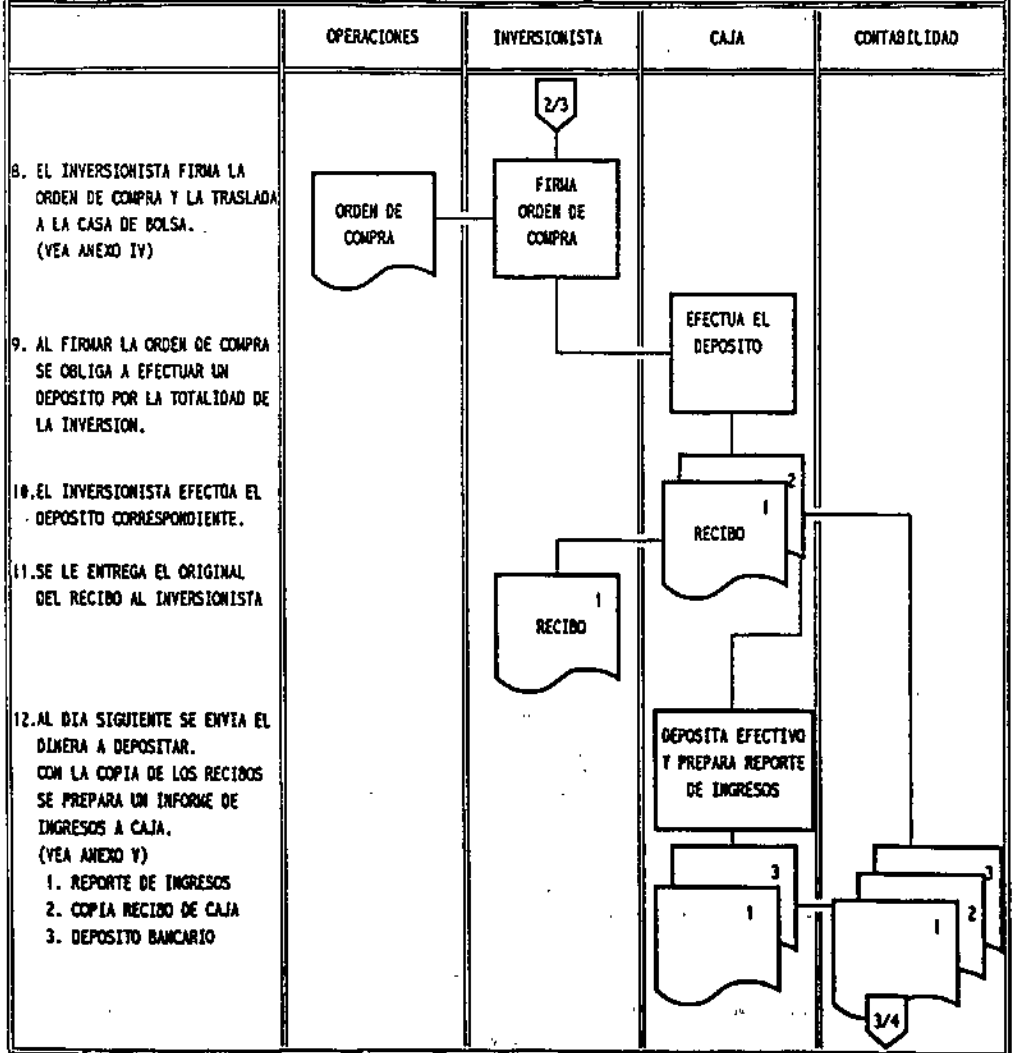 OPERACIONES INVERSIONISTA CAJA CONTABILIDAD
2/3
8. EL INVERSIONISTA FIRMA LA
ORDEN DE COMPRA Y LA TRASLADA
A LA CASA DE BOLSA.
(VEA ANEXO IV)
ORDEN DE
COMPRA
FIRMA
ORDEN DE
COMPRA
9. AL FIRMAR LA ORDEN DE COMPRA
SE OBLIGA A EFECTUAR UN
DEPOSITO POR LA TOTALIDAD DE
LA INVERSION.
EFECTUA EL
DEPOSITO
10.EL INVERSIONISTA EFECTUA EL
DEPOSITO CORRESPONDIENTE.
2
1
RECIBO
11.SE LE ENTREGA EL ORIGINAL
DEL RECIBO AL INVERSIONISTA
1
RECIBO
12.AL DIA SIGUIENTE SE ENVIA EL
DINERA A DEPOSITAR.
CON LA COPIA DE LOS RECIBOS
SE PREPARA UN INFORME DE
INGRESOS A CAJA.
(VEA ANEXO V)
1. REPORTE DE INGRESOS
2. COPIA RECIBO DE CAJA
3. DEPOSITO BANCARIO
DEPOSITA EFECTIVO
Y PREPARA REPORTE
DE INGRESOS
3
1
3
2
1
3/4